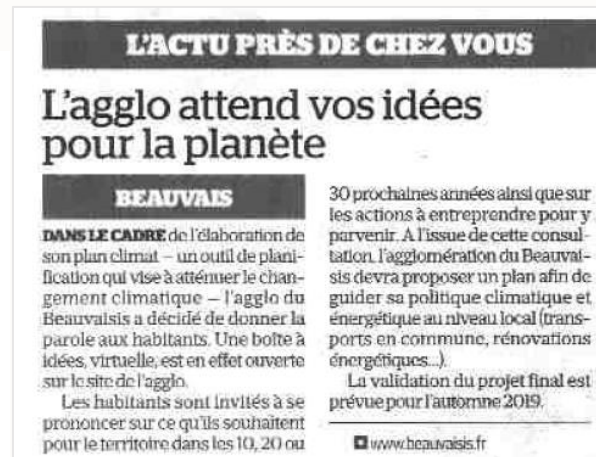 L'ACTU PRÈS DE CHEZ VOUS
L'agglo attend vos idées
pour la planète
BEAUVAIS
DANS LE CADRE de l'élaboration de
son plan climat – un outil de plani-
fication qui vise à atténuer le chan-
gement climatique – l'agglo du
Beauvaisis a décidé de donner la
parole aux habitants. Une boîte à
idées, virtuelle, est en effet ouverte
sur le site de l'agglo.
Les habitants sont invités à se
prononcer sur ce qu'ils souhaitent
pour le territoire dans les 10, 20 ou
30 prochaines années ainsi que sur
les actions à entreprendre pour y
parvenir. A l'issue de cette consul-
tation, l'agglomération du Beauvai-
sis devra proposer un plan afin de
guider sa politique climatique et
énergétique au niveau local (trans-
ports en commune, rénovations
énergétiques...).
La validation du projet final est
prévue pour l'automne 2019.
www.beauvaisis.fr